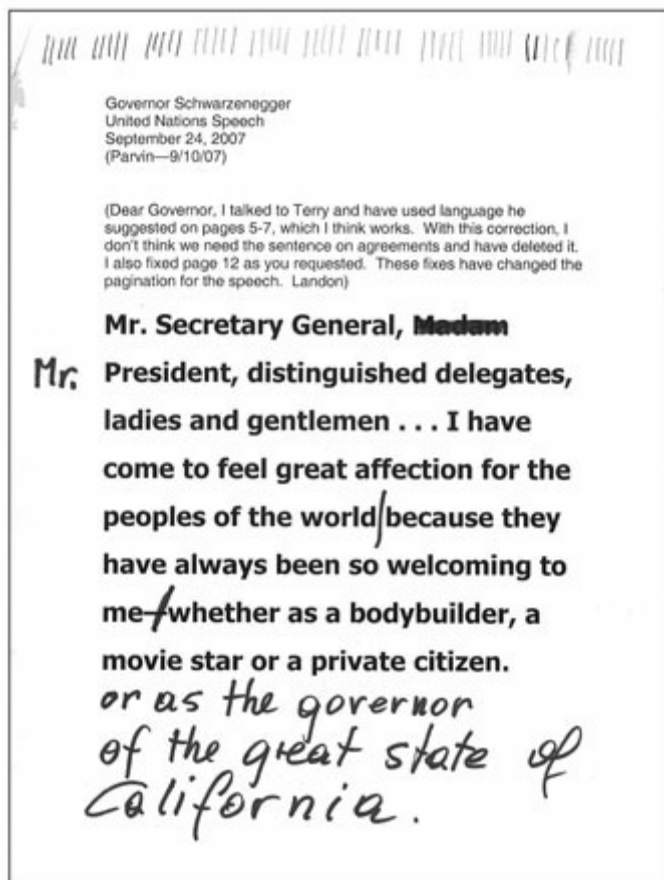 Governor Schwarzenegger
United Nations Speech
September 24, 2007
(Parvin—9/10/07)
(Dear Governor, I talked to Terry and have used language he
suggested on pages 5-7, which I think works. With this correction, I
don't think we need the sentence on agreements and have deleted it.
I also fixed page 12 as you requested. These fixes have changed the
pagination for the speech. Landon)
Mr. Secretary General, Madam
Mr. President, distinguished delegates,
ladies and gentlemen . . . I have
come to feel great affection for the
peoples of the world because they
have always been so welcoming to
me—whether as a bodybuilder, a
movie star or a private citizen.
or as the governor
of the great state of
California.